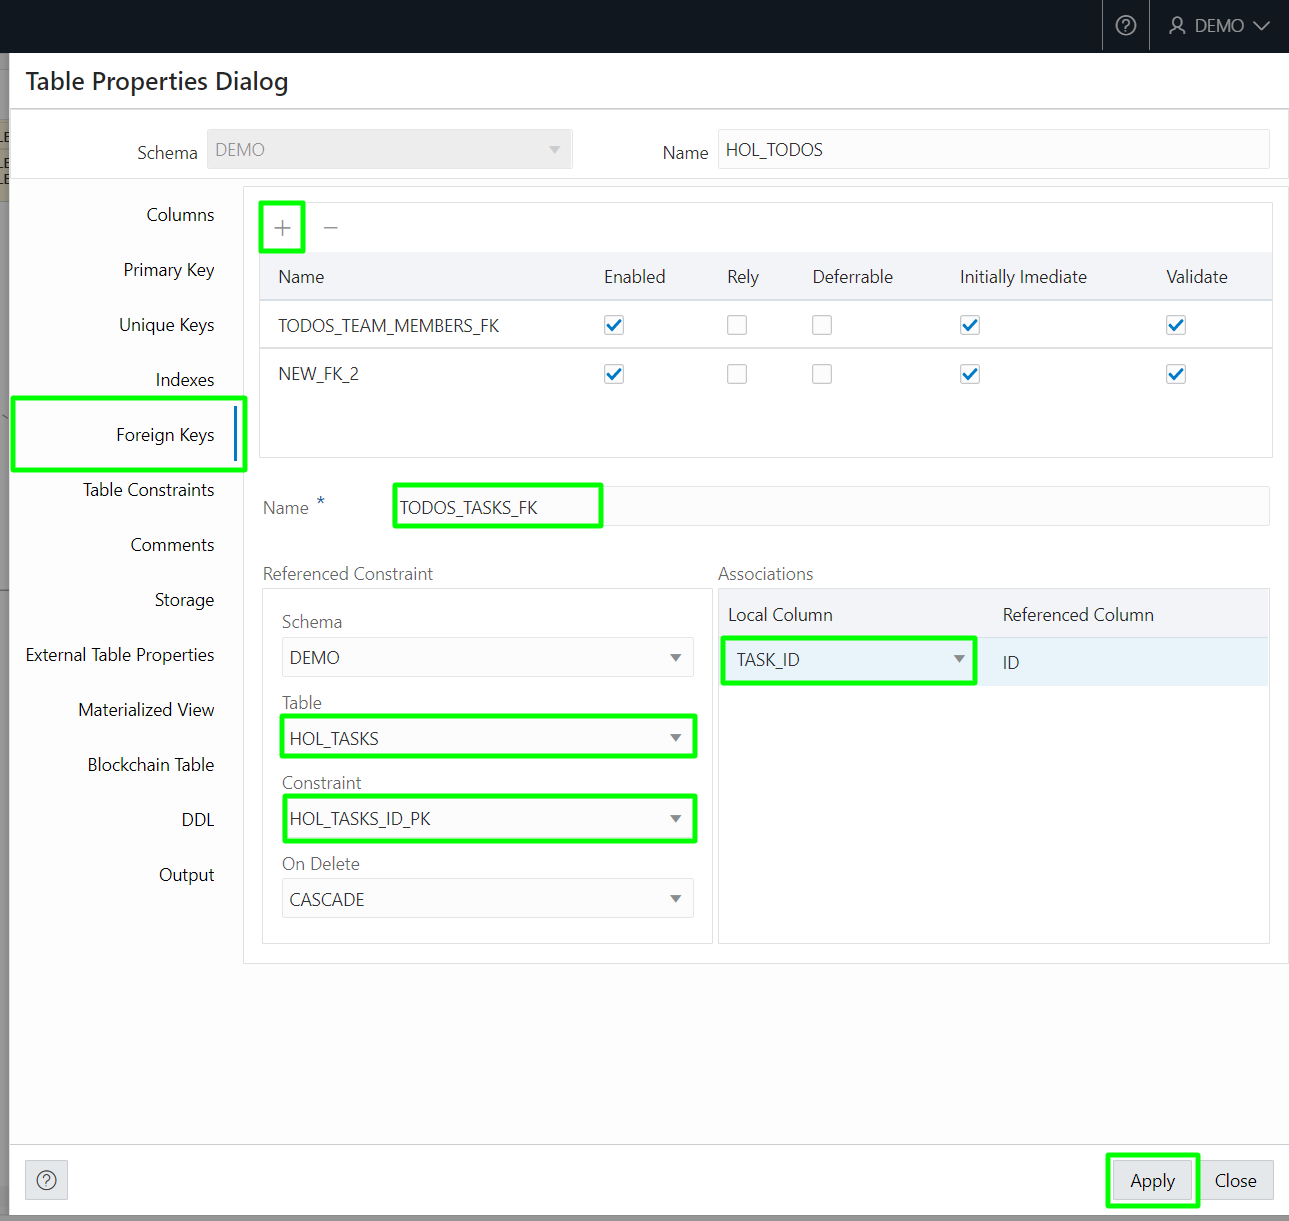 DEMO
Table Properties Dialog
Schema DEMO Name HOL_TODOS
LE
LE
LE
Columns
Primary Key
Unique Keys
Indexes
Foreign Keys
Table Constraints
Comments
Storage
External Table Properties
Materialized View
Blockchain Table
DDL
Output
Name Enabled Rely Deferrable Initially Imediate Validate
TODOS_TEAM_MEMBERS_FK
NEW_FK_2
Name * TODOS_TASKS_FK
Referenced Constraint
Schema
DEMO
Table
HOL_TASKS
Constraint
HOL_TASKS_ID_PK
On Delete
CASCADE
Associations
Local Column Referenced Column
TASK_ID ID
Apply Close